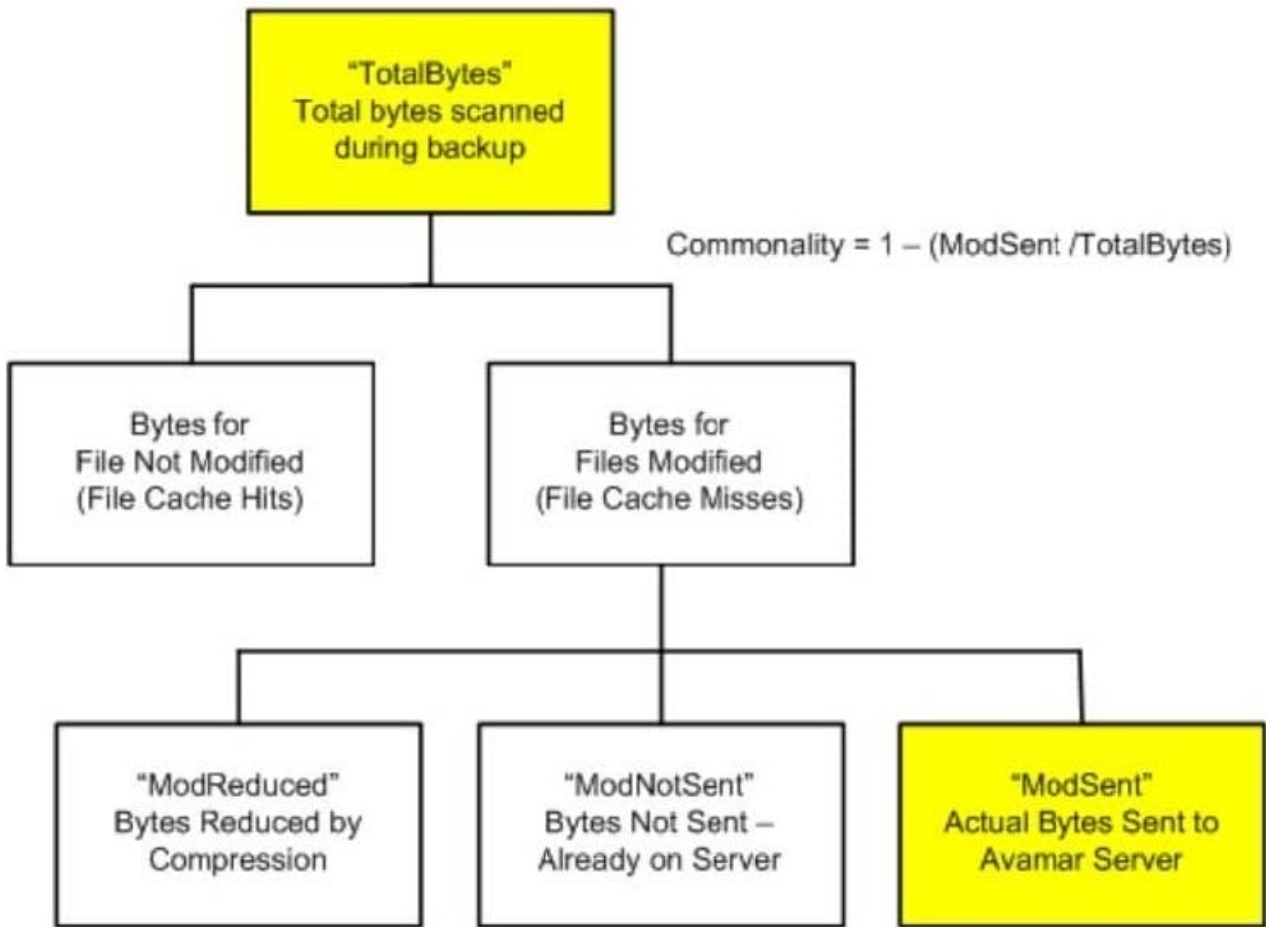 “TotalBytes”
Total bytes scanned
during backup
Commonality = 1 – (ModSent /TotalBytes)
Bytes for
File Not Modified
(File Cache Hits)
Bytes for
Files Modified
(File Cache Misses)
“ModReduced”
Bytes Reduced by
Compression
“ModNotSent”
Bytes Not Sent –
Already on Server
“ModSent”
Actual Bytes Sent to
Avamar Server